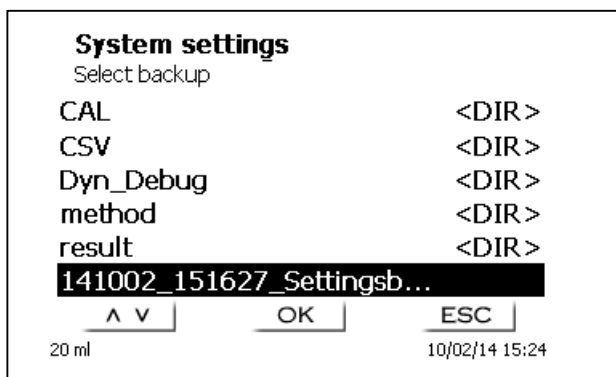 System settings
Select backup
CAL <DIR>
CSV <DIR>
Dyn_Debug <DIR>
method <DIR>
result <DIR>
141002_151627_Settingsb...
∧ ∨ OK ESC
20 ml 10/02/14 15:24